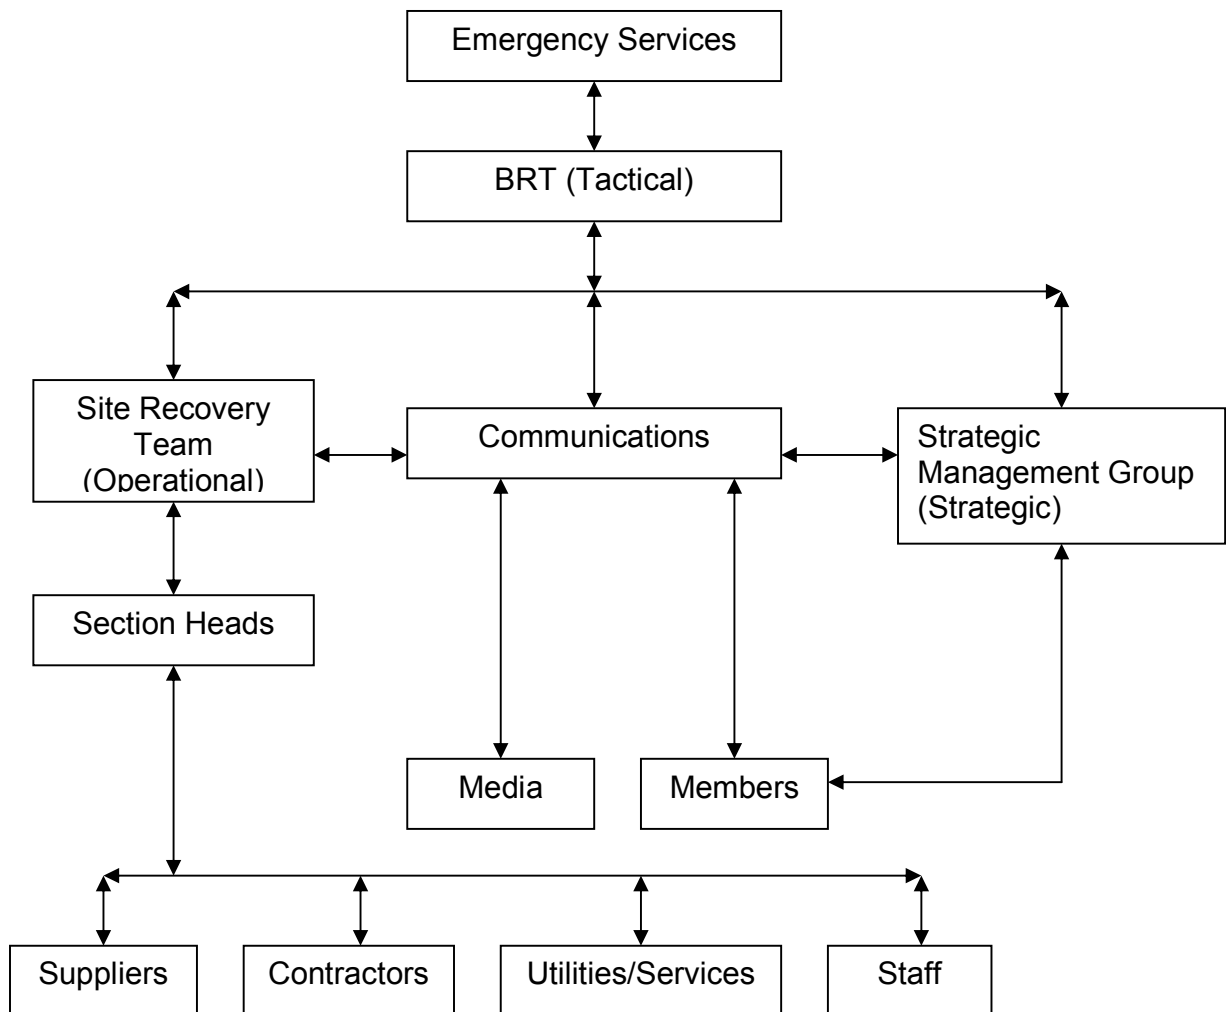 Emergency Services
BRT (Tactical)
Site Recovery
Team
(Operational)
Communications
Strategic
Management Group
(Strategic)
Section Heads
Media
Members
Suppliers
Contractors
Utilities/Services
Staff